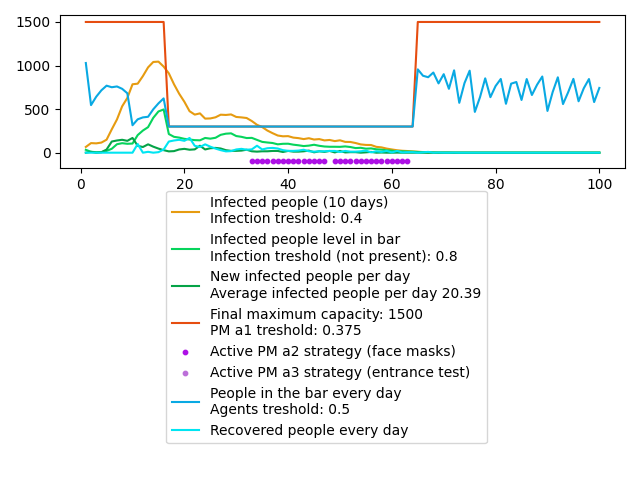 1500
1000
500
0
0 20 40 60 80 100
Infected people (10 days)
Infection treshold: 0.4
Infected people level in bar
Infection treshold (not present): 0.8
New infected people per day
Average infected people per day 20.39
Final maximum capacity: 1500
PM a1 treshold: 0.375
Active PM a2 strategy (face masks)
Active PM a3 strategy (entrance test)
People in the bar every day
Agents treshold: 0.5
Recovered people every day